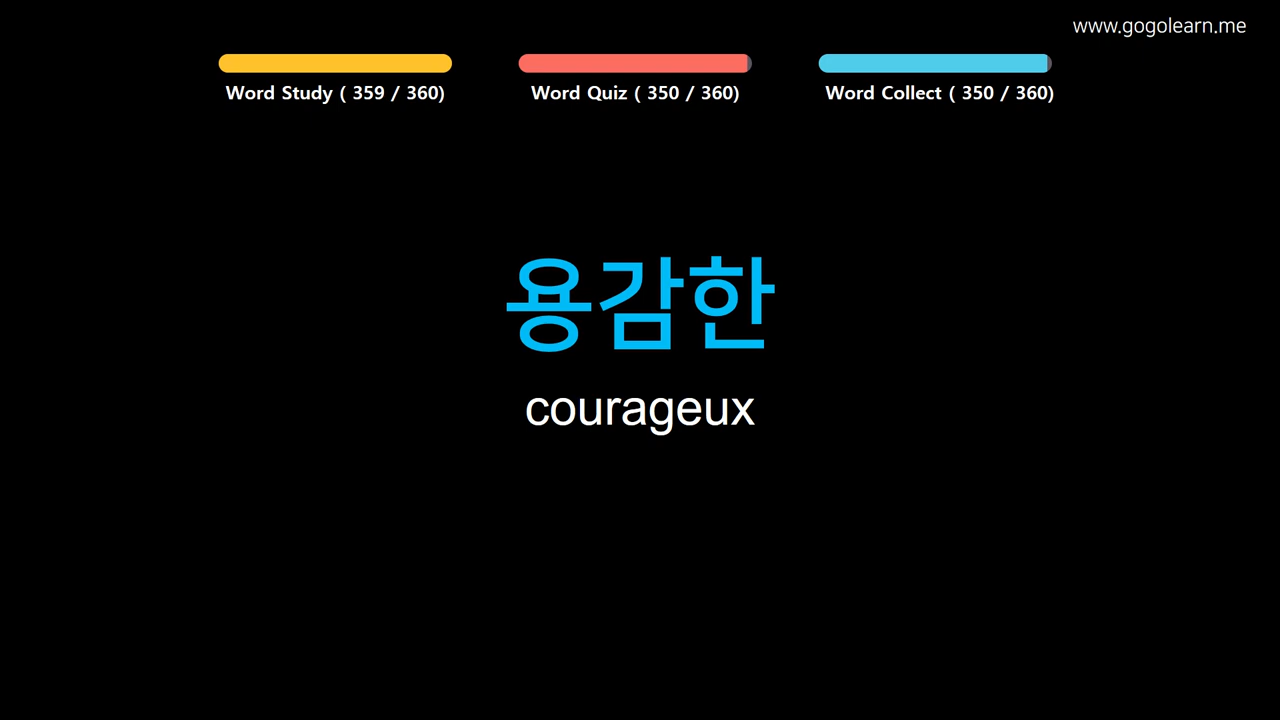 www.gogolearn.me
Word Study ( 359 / 360)
Word Quiz ( 350 / 360)
Word Collect ( 350 / 360)
용감한
courageux